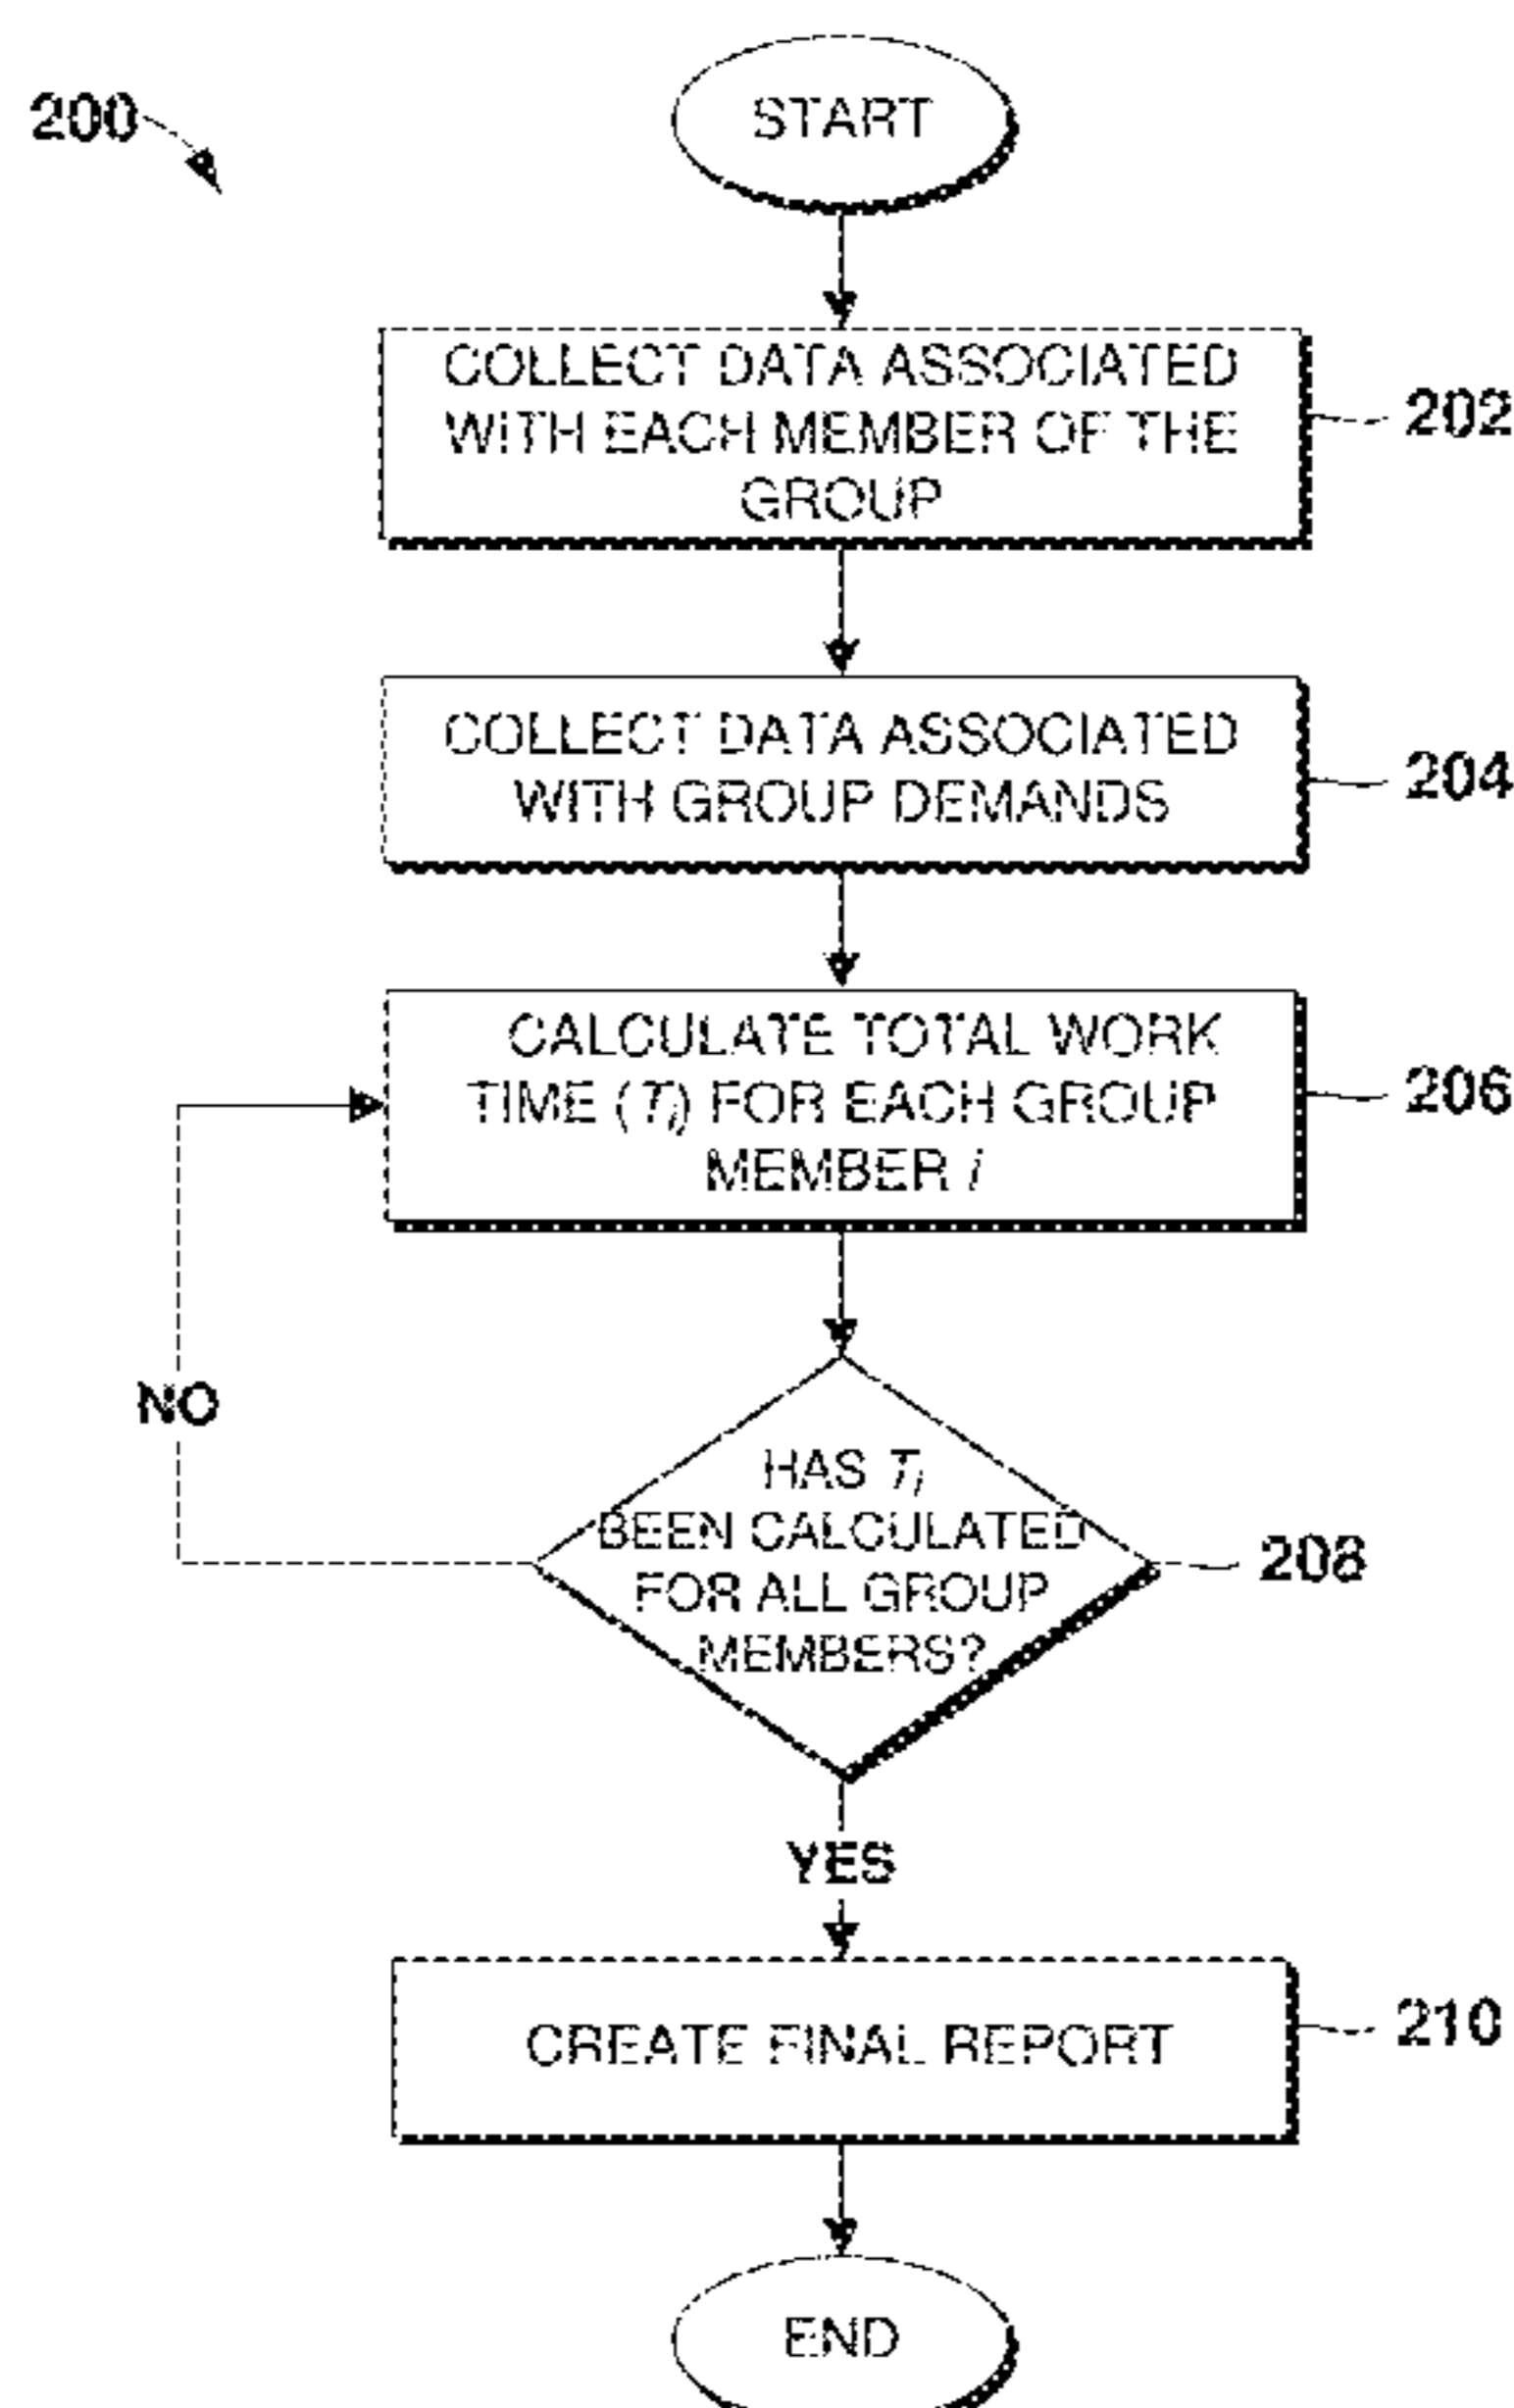 200
START
COLLECT DATA ASSOCIATED
WITH EACH MEMBER OF THE
GROUP
202
COLLECT DATA ASSOCIATED
WITH GROUP DEMANDS
204
CALCULATE TOTAL WORK
TIME (Ti) FOR EACH GROUP
MEMBER i
206
NO
HAS Ti
BEEN CALCULATED
FOR ALL GROUP
MEMBERS?
208
YES
CREATE FINAL REPORT
210
END